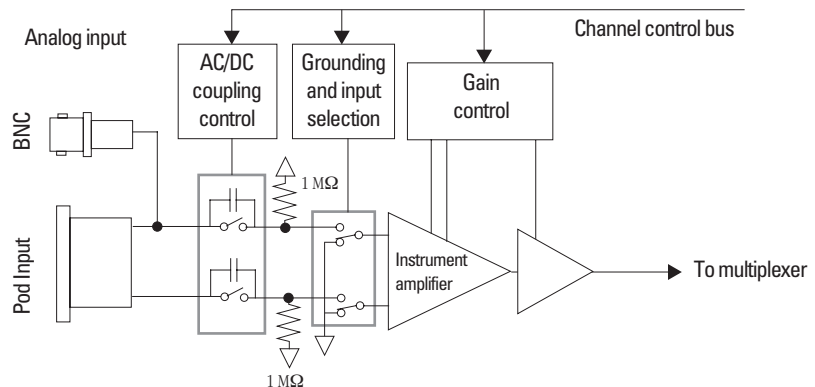 Analog input
Channel control bus
AC/DC
coupling
control
Grounding
and input
selection
Gain
control
BNC
1 MΩ
Pod Input
Instrument
amplifier
To multiplexer
1 MΩ